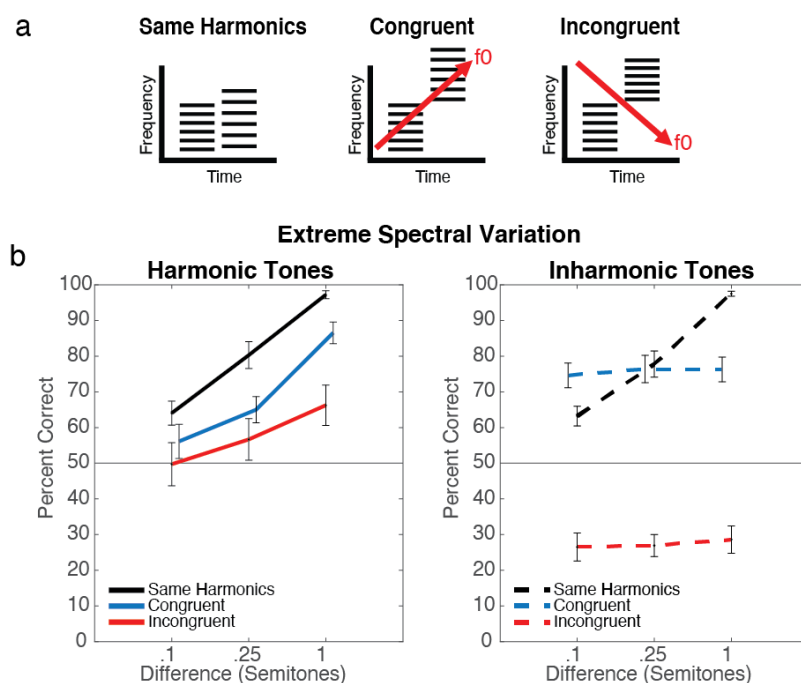 a
Same Harmonics
Congruent
Incongruent
Frequency
Time
Frequency
f0
Time
Frequency
f0
Time
Extreme Spectral Variation
b
Harmonic Tones
Percent Correct
100
90
80
70
60
50
40
30
20
10
0
Same Harmonics
Congruent
Incongruent
.1 .25 1
Difference (Semitones)
Inharmonic Tones
Percent Correct
100
90
80
70
60
50
40
30
20
10
0
Same Harmonics
Congruent
Incongruent
.1 .25 1
Difference (Semitones)